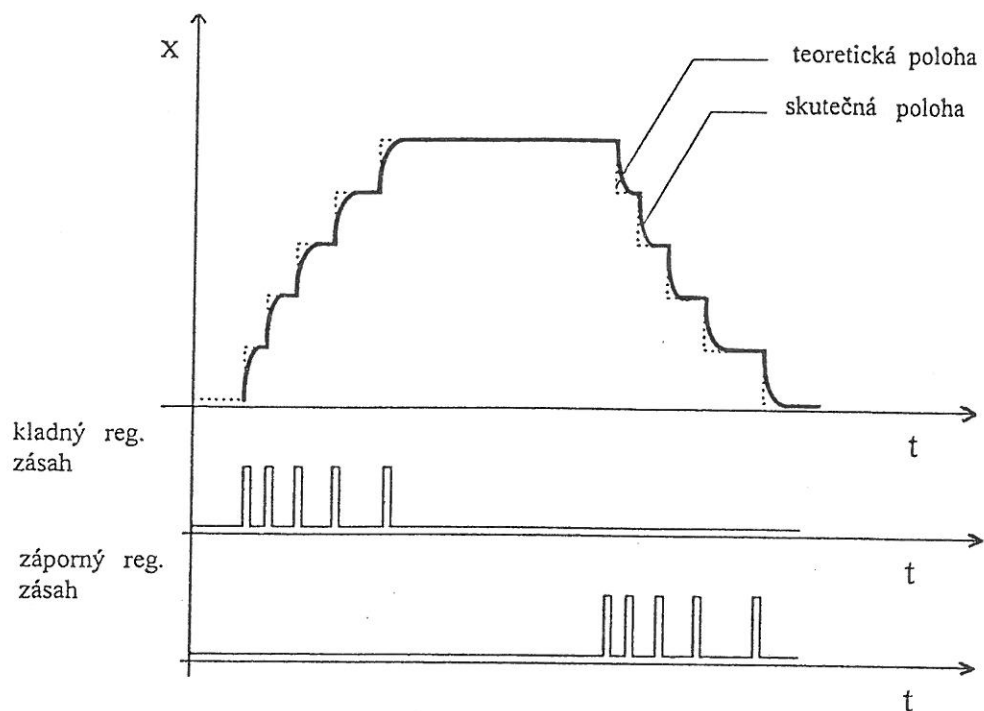 X
teoretická poloha
skutečná poloha
t
kladný reg.
zásah
t
záporný reg.
zásah
t